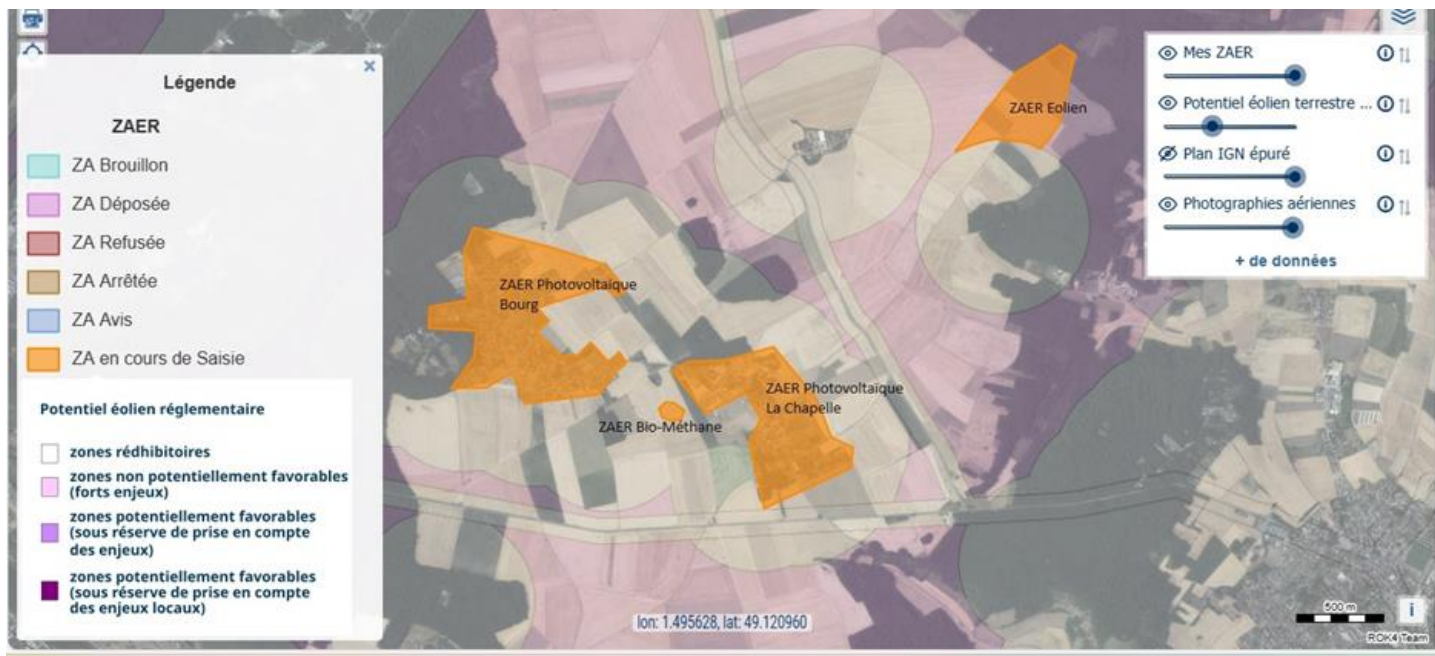 Légende
ZAER
ZA Brouillon
ZA Déposée
ZA Refusée
ZA Arrêtée
ZA Avis
ZA en cours de Saisie
Potentiel éolien réglementaire
zones rédhibitoires
zones non potentiellement favorables
(forts enjeux)
zones potentiellement favorables
(sous réserve de prise en compte
des enjeux)
zones potentiellement favorables
(sous réserve de prise en compte
des enjeux locaux)
ZAER Eolien
ZAER Photovoltaïque
Bourg
ZAER Photovoltaïque
La Chapelle
ZAER Bio-Méthane
Mes ZAER
Potentiel éolien terrestre ...
Plan IGN épuré
Photographies aériennes
+ de données
lon: 1.495628, lat: 49.120960
500 m
i
ROK4 Team